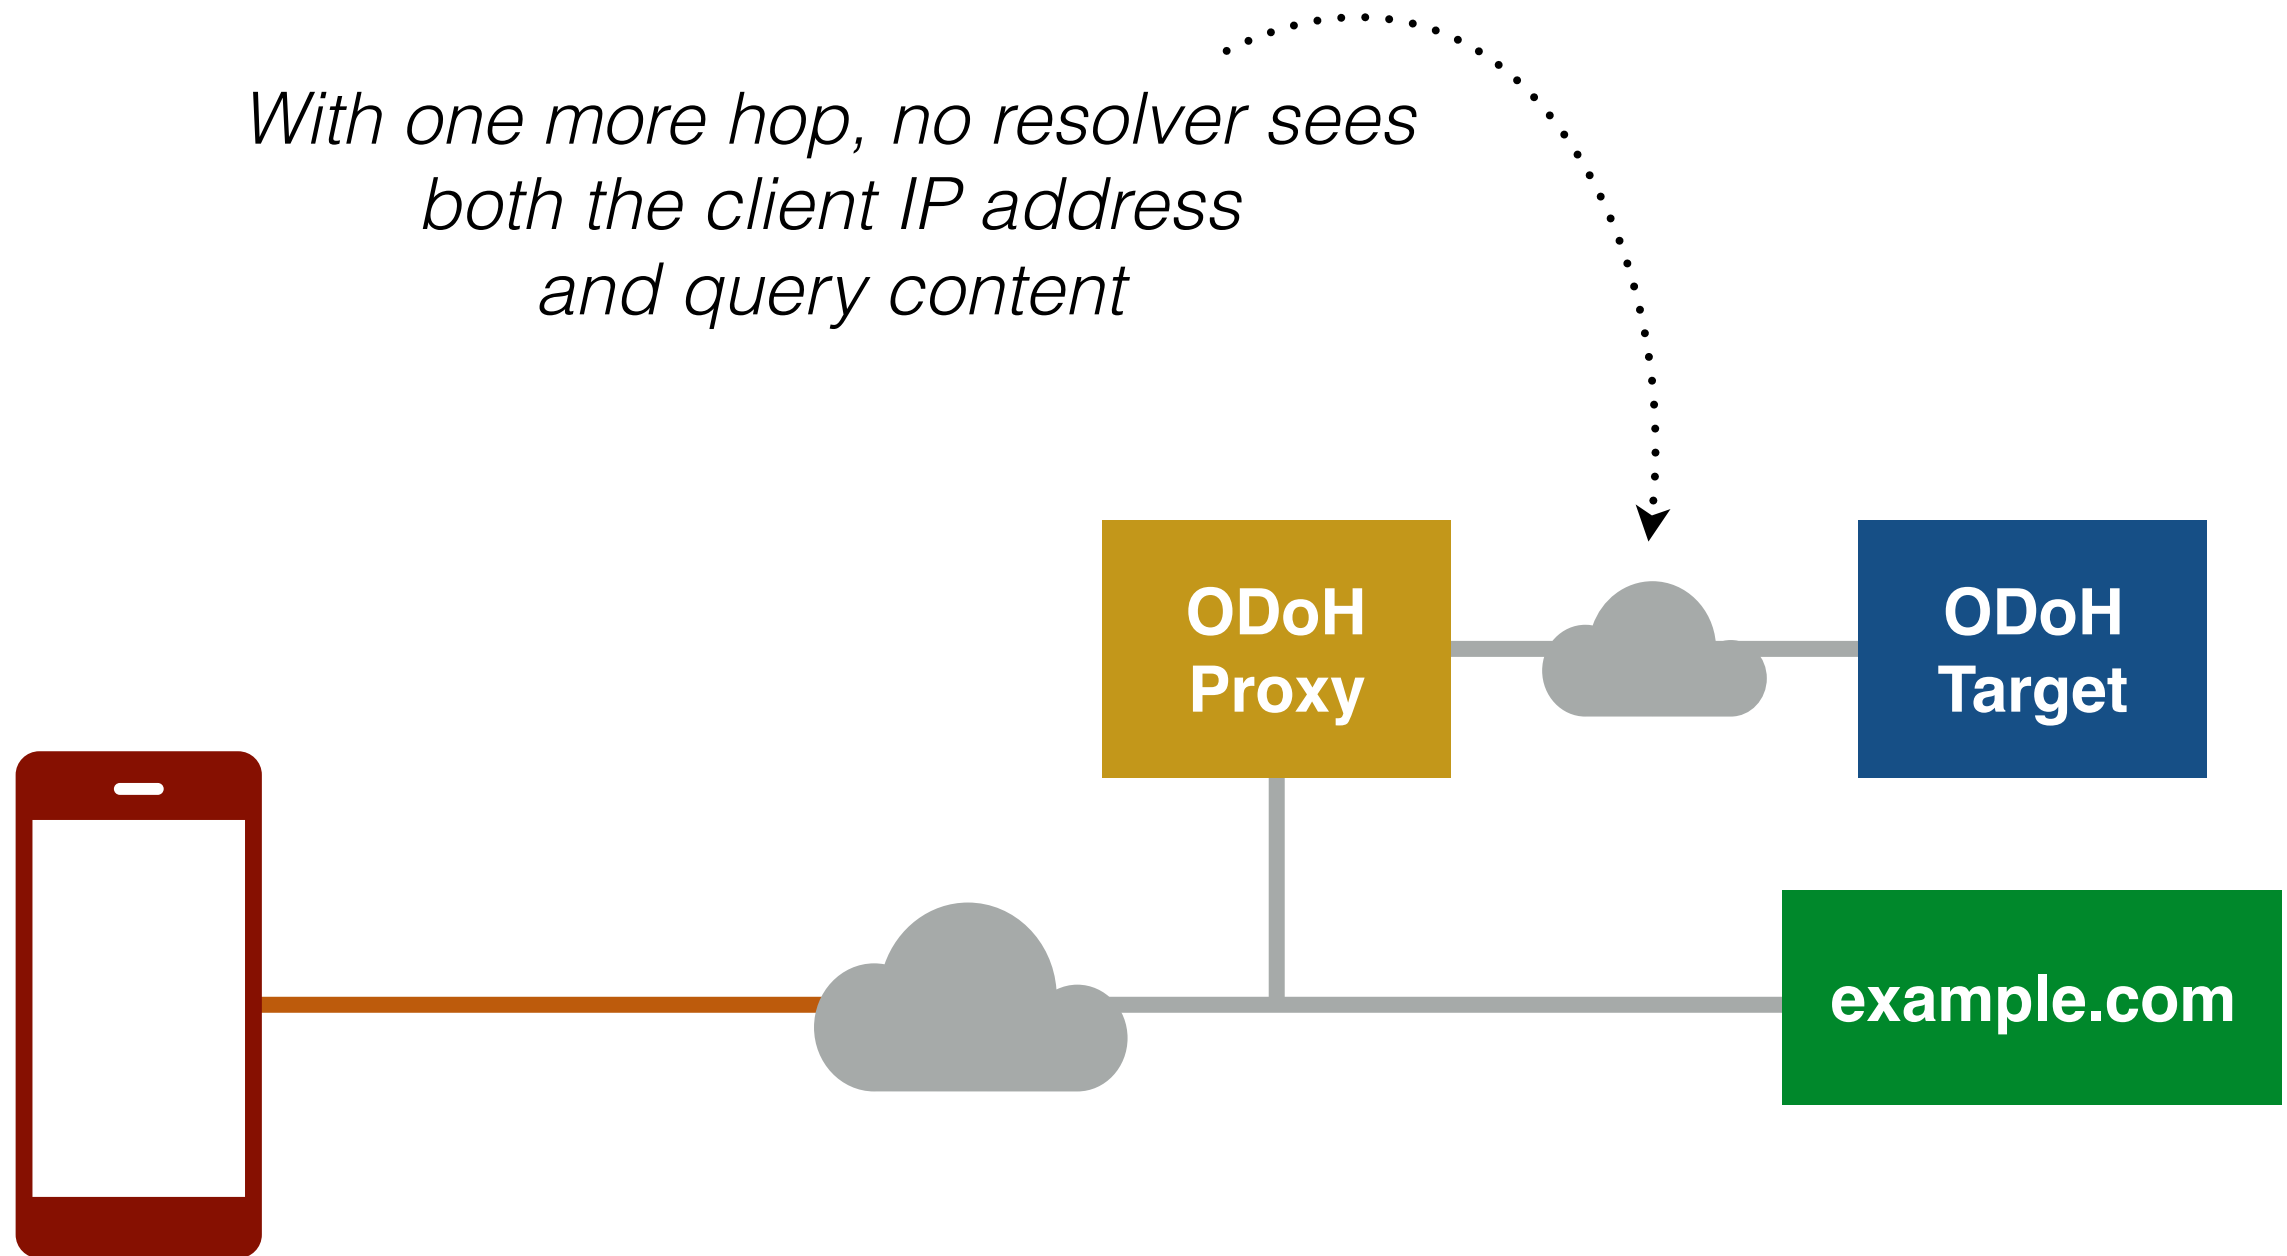 With one more hop, no resolver sees
both the client IP address
and query content
ODoH
Proxy
ODoH
Target
example.com